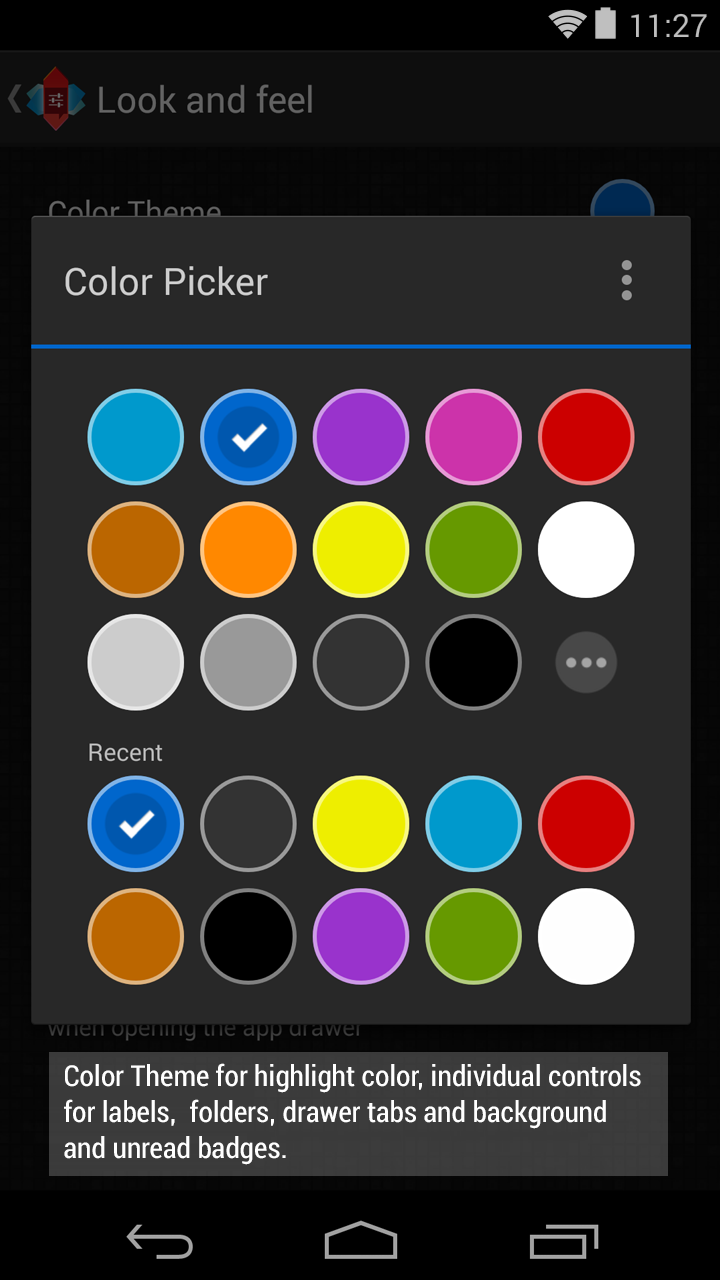 11:27
Look and feel
Color Theme
Color Picker
Recent
when opening the app drawer
Color Theme for highlight color, individual controls
for labels,  folders, drawer tabs and background
and unread badges.